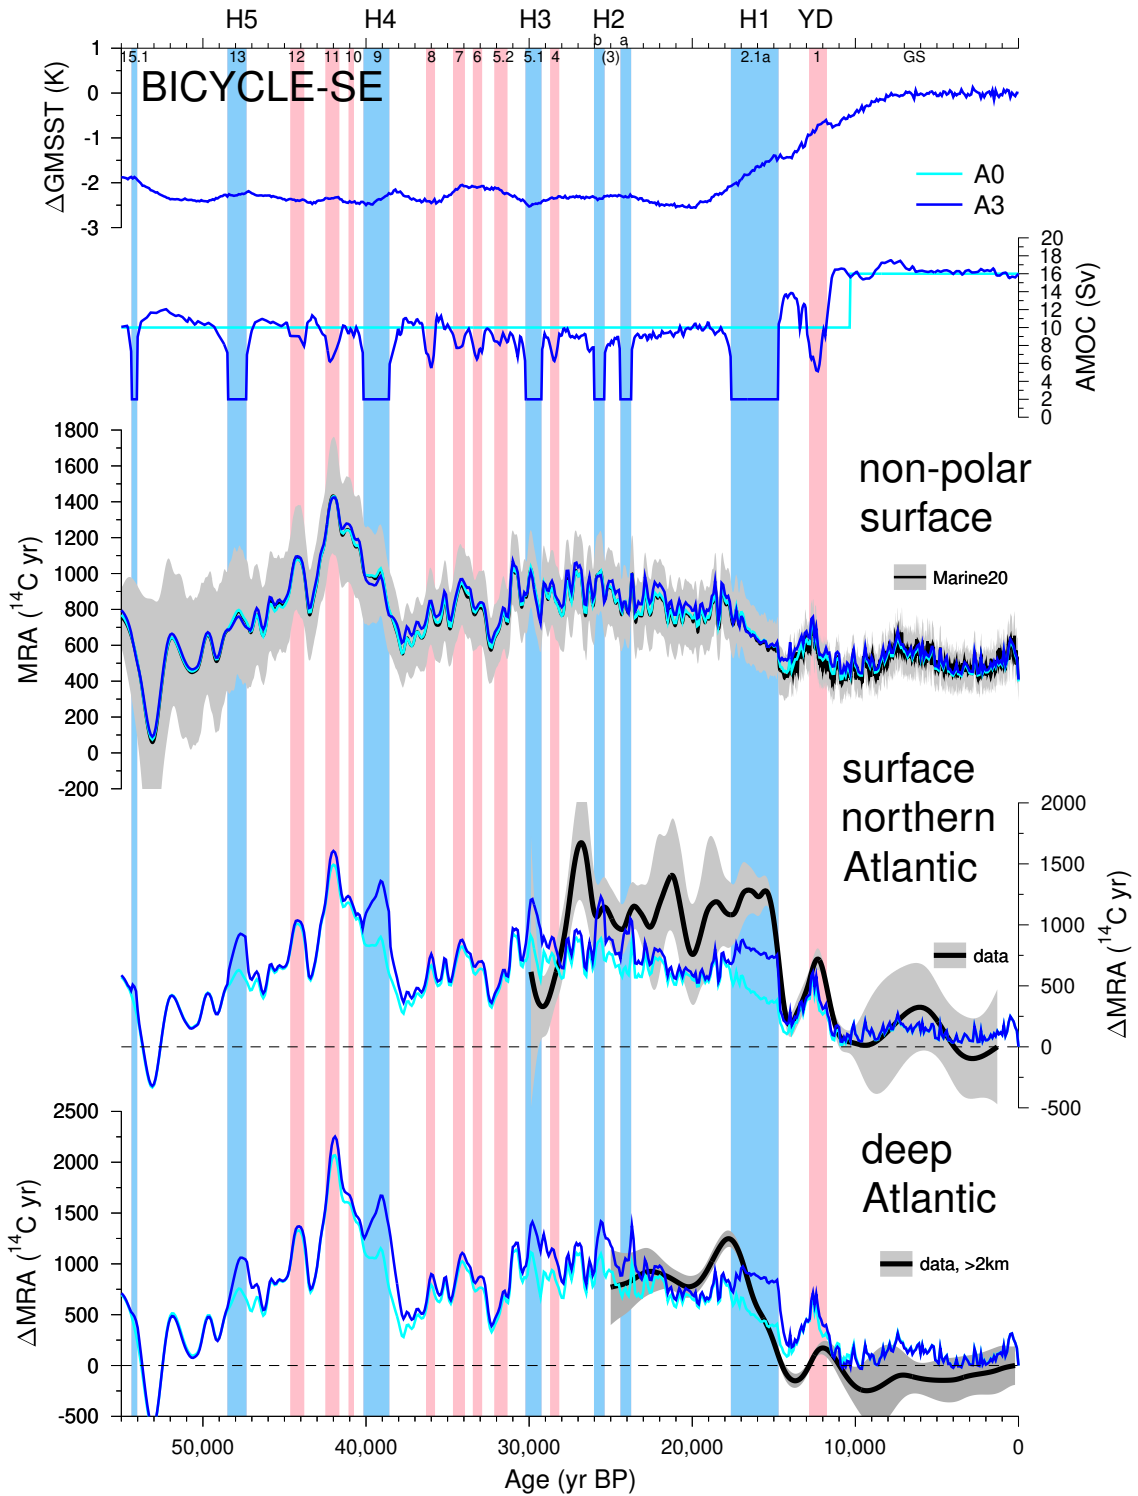 H5 H4 H3 H2 H1 YD
b a
15.1 13 12 11 10 9 8 7 6 5.2 5.1 4 (3) 2.1a 1 GS
BICYCLE-SE
ΔGMSST (K)
1
0
-1
-2
-3
A0
A3
20
18
16
14
12
10
8
6
4
2
0
AMOC (Sv)
1800
1600
1400
1200
1000
800
600
400
200
0
-200
MRA (¹⁴C yr)
non-polar
surface
Marine20
surface
northern
Atlantic
2000
1500
1000
500
0
-500
ΔMRA (¹⁴C yr)
data
2500
2000
1500
1000
500
0
-500
ΔMRA (¹⁴C yr)
deep
Atlantic
data, >2km
50,000 40,000 30,000 20,000 10,000 0
Age (yr BP)